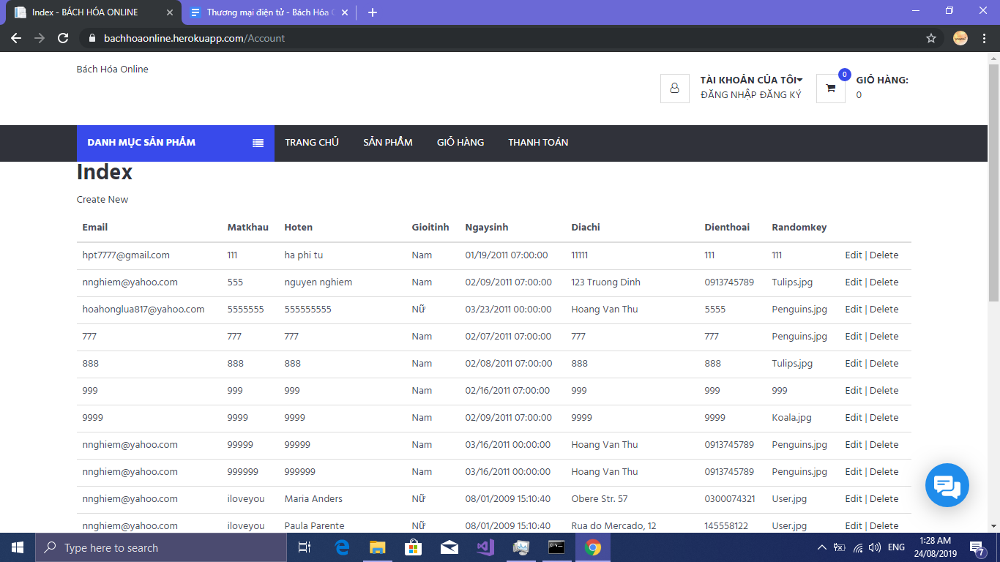 Index - BÁCH HÓA ONLINE
Thương mại điện tử - Bách Hóa
bachhoaonline.herokuapp.com/Account
Bách Hóa Online
TÀI KHOẢN CỦA TÔI
ĐĂNG NHẬP ĐĂNG KÝ
0
GIỎ HÀNG:
0
DANH MỤC SẢN PHẨM
TRANG CHỦ
SẢN PHẨM
GIỎ HÀNG
THANH TOÁN
Index
Create New
Email Matkhau Hoten Gioitinh Ngaysinh Diachi Dienthoai Randomkey
hpt7777@gmail.com 111 ha phi tu Nam 01/19/2011 07:00:00 11111 111 111 Edit | Delete
nnghiem@yahoo.com 555 nguyen nghiem Nam 02/09/2011 07:00:00 123 Truong Dinh 0913745789 Tulips.jpg Edit | Delete
hoahonglua817@yahoo.com 5555555 555555555 Nữ 03/23/2011 00:00:00 Hoang Van Thu 5555 Penguins.jpg Edit | Delete
777 777 777 Nam 02/07/2011 07:00:00 777 777 Penguins.jpg Edit | Delete
888 888 888 Nam 02/08/2011 07:00:00 888 888 Tulips.jpg Edit | Delete
999 999 999 Nam 02/16/2011 07:00:00 999 999 999 Edit | Delete
9999 9999 9999 Nam 02/09/2011 07:00:00 9999 9999 Koala.jpg Edit | Delete
nnghiem@yahoo.com 99999 99999 Nam 03/16/2011 00:00:00 Hoang Van Thu 0913745789 Penguins.jpg Edit | Delete
nnghiem@yahoo.com 999999 999999 Nam 03/16/2011 00:00:00 Hoang Van Thu 0913745789 Penguins.jpg Edit | Delete
nnghiem@yahoo.com iloveyou Maria Anders Nữ 08/01/2009 15:10:40 Obere Str. 57 0300074321 User.jpg Edit | Delete
nnghiem@yahoo.com iloveyou Paula Parente Nữ 08/01/2009 15:10:40 Rua do Mercado, 12 145558122 User.jpg Edit | Delete
Type here to search
ENG
1:28 AM
24/08/2019
7